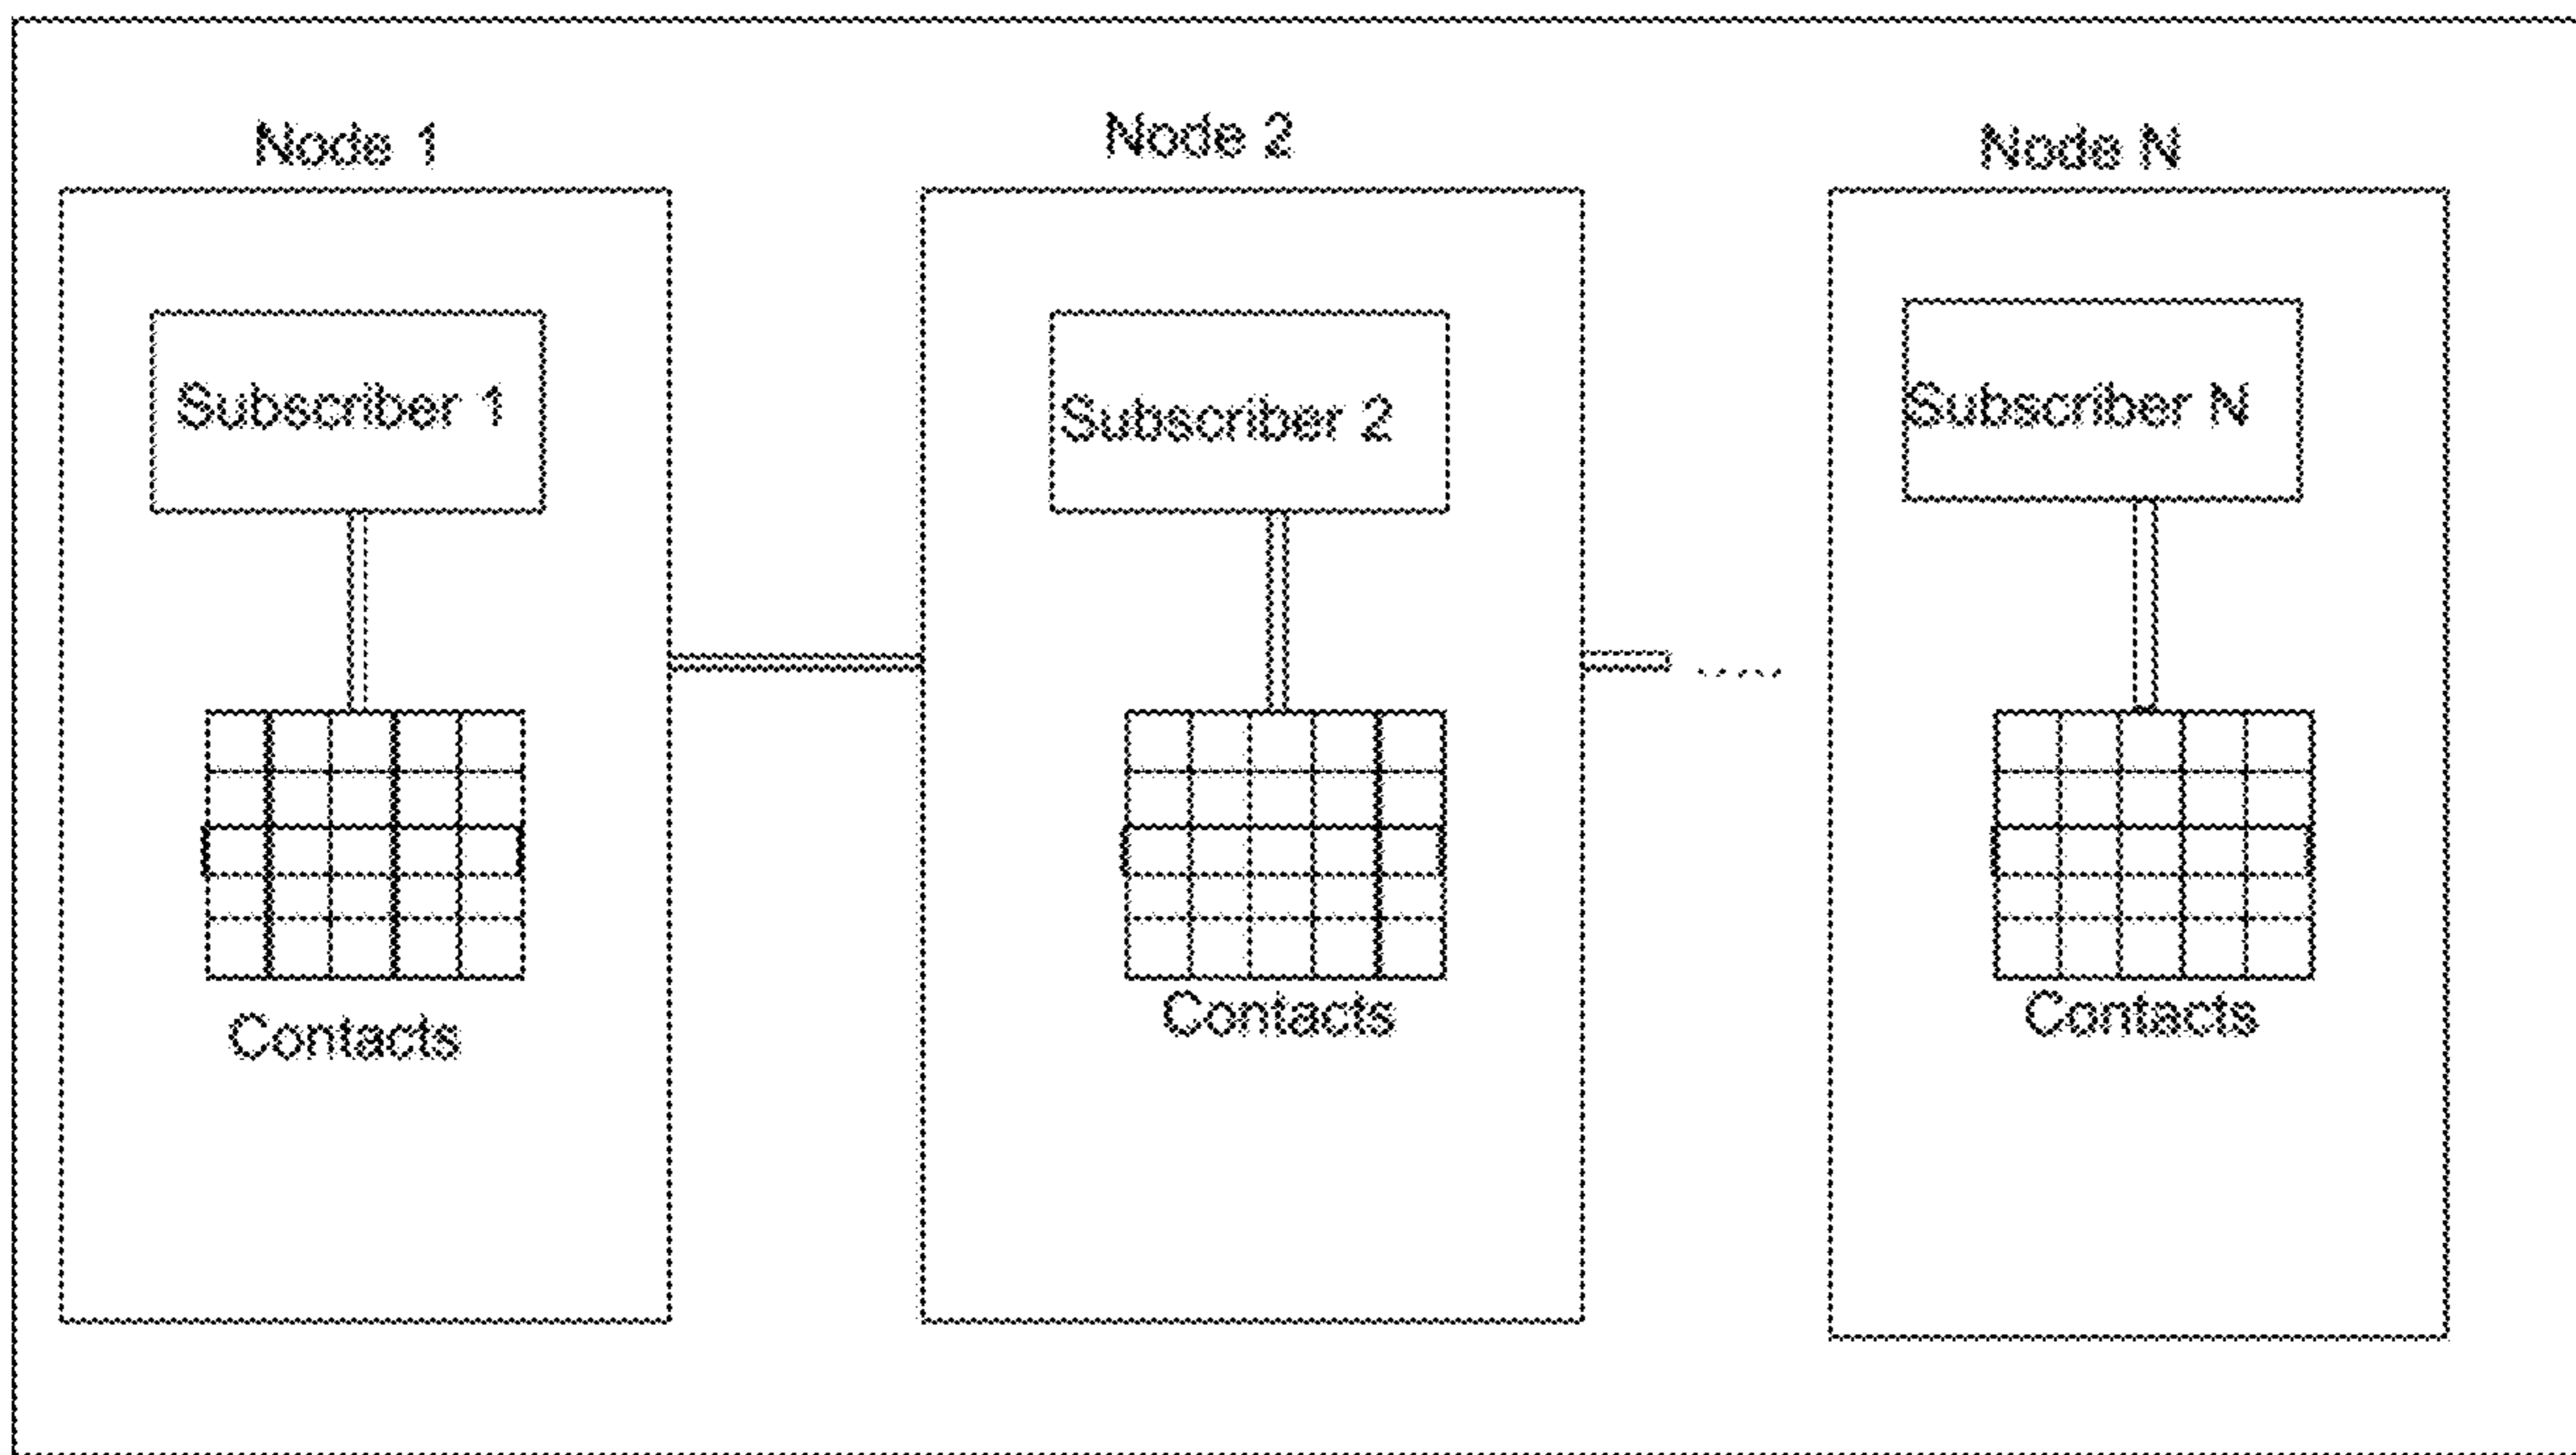 Node 1
Subscriber 1
Contacts
Node 2
Subscriber 2
Contacts
.....
Node N
Subscriber N
Contacts